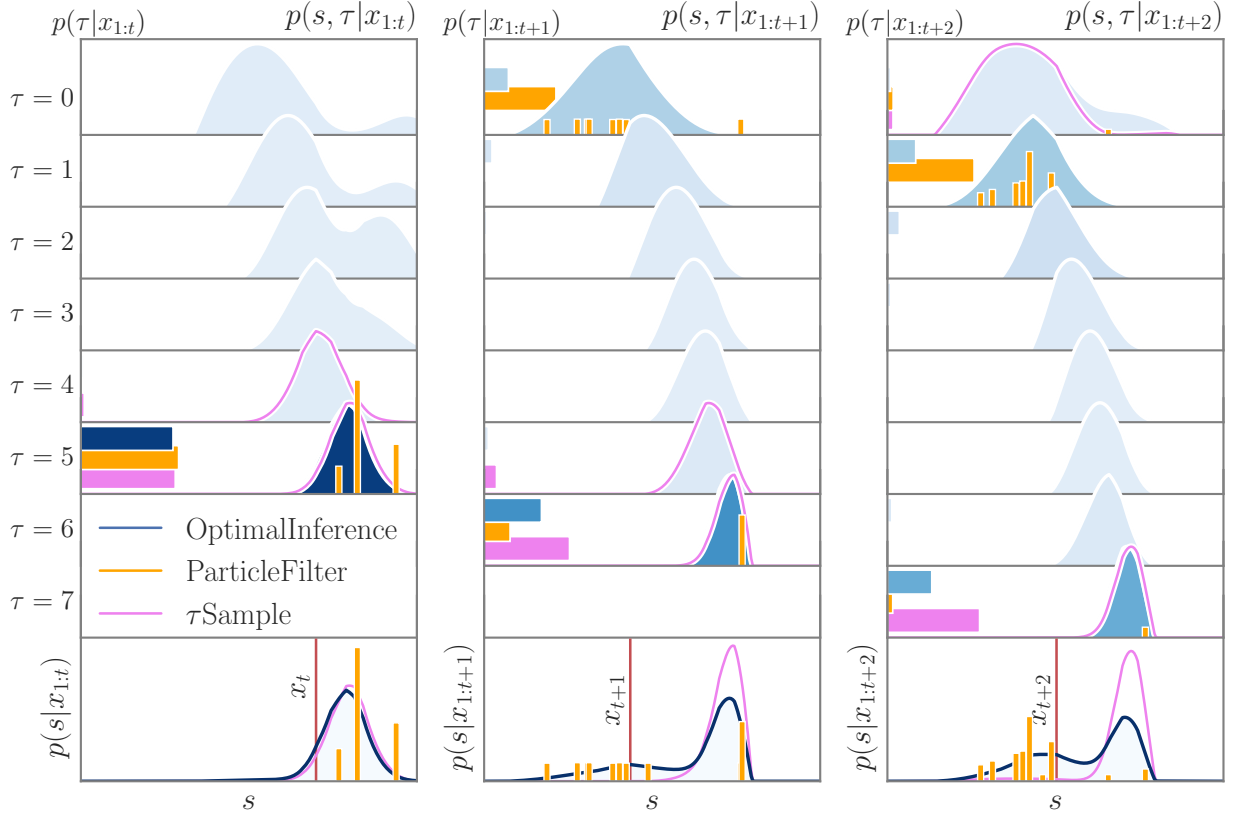 p(τ|x₁:ₜ) p(s, τ|x₁:ₜ) p(τ|x₁:ₜ₊₁) p(s, τ|x₁:ₜ₊₁) p(τ|x₁:ₜ₊₂) p(s, τ|x₁:ₜ₊₂)
τ = 0
τ = 1
τ = 2
τ = 3
τ = 4
τ = 5
τ = 6
τ = 7
OptimalInference
ParticleFilter
τSample
p(s|x₁:ₜ)
xₜ
s
p(s|x₁:ₜ₊₁)
xₜ₊₁
s
p(s|x₁:ₜ₊₂)
xₜ₊₂
s